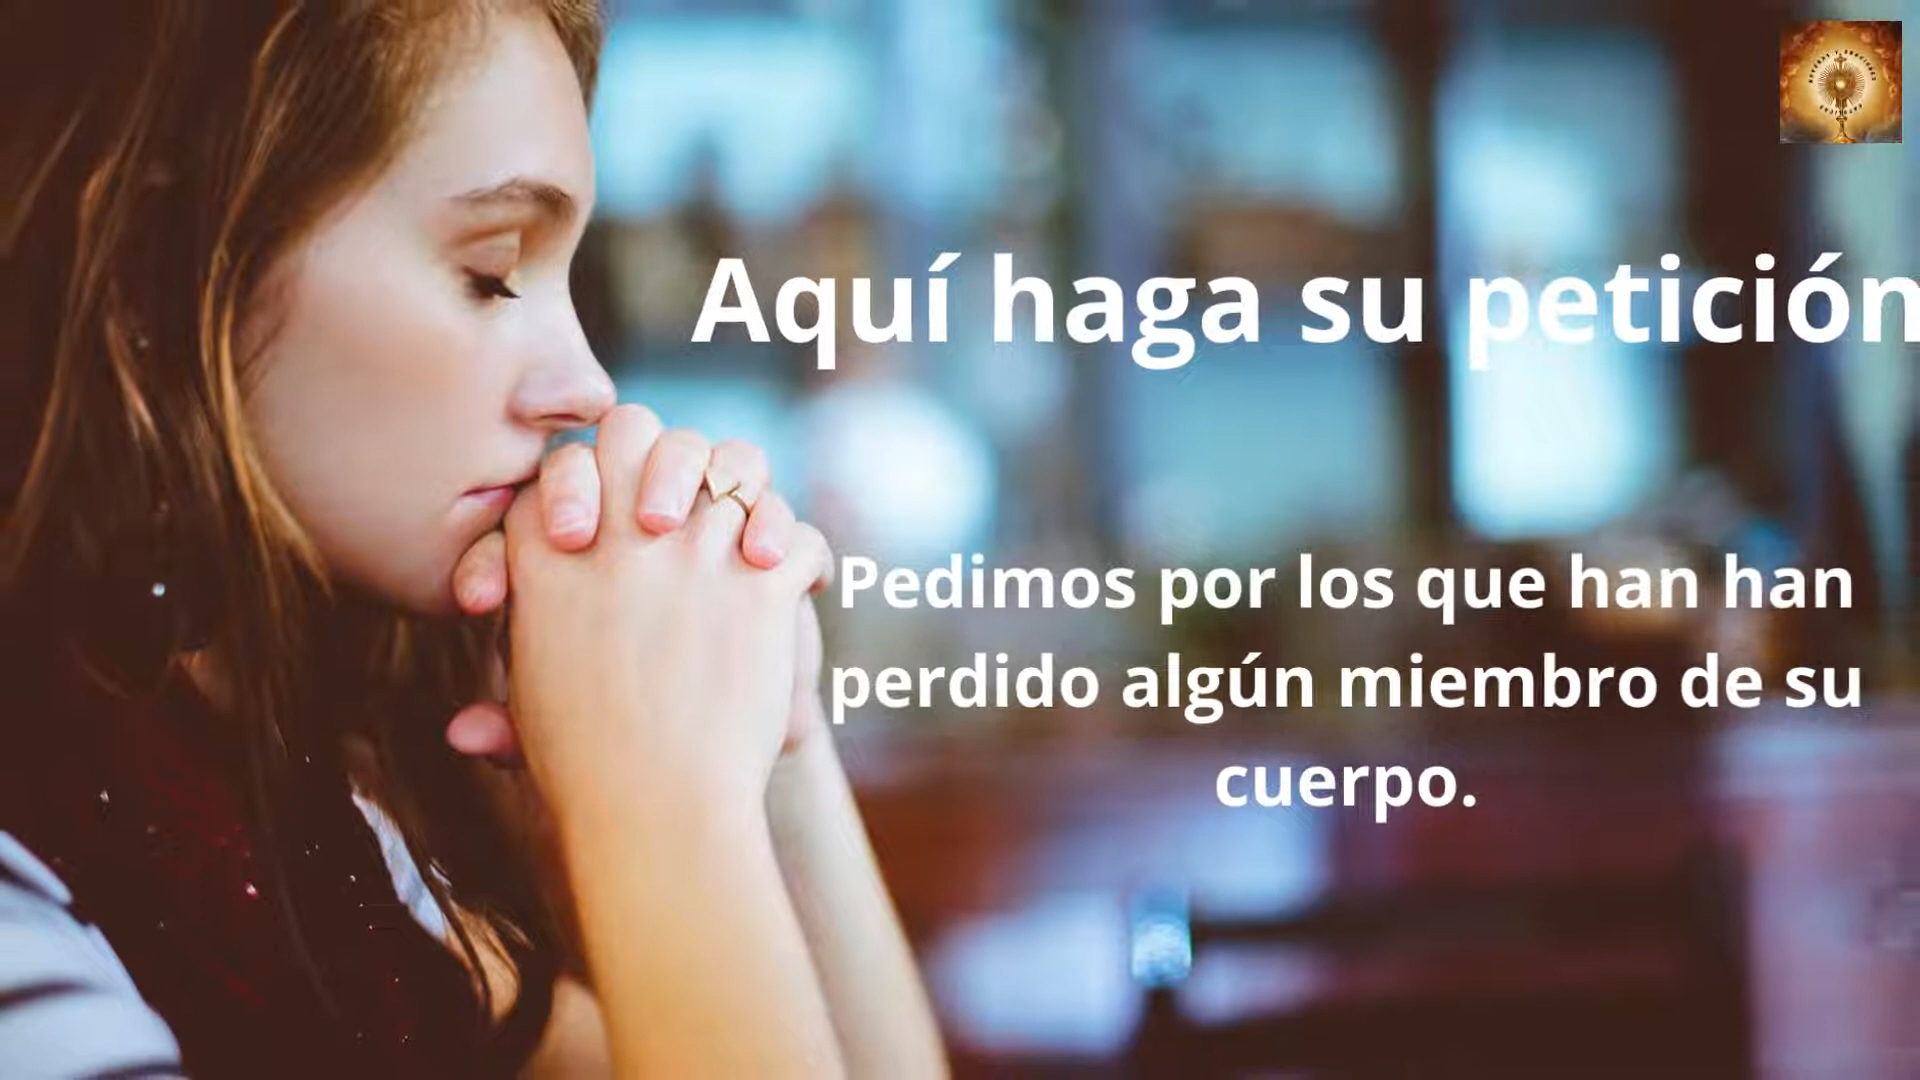 Aquí haga su petición
Pedimos por los que han han
perdido algún miembro de su
cuerpo.